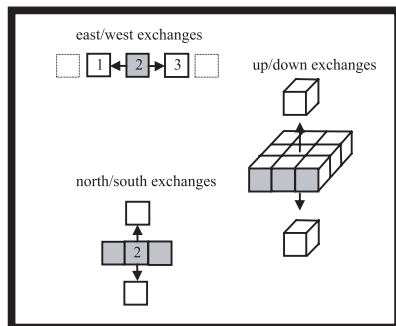 east/west exchanges
1 2 3
up/down exchanges
north/south exchanges
2